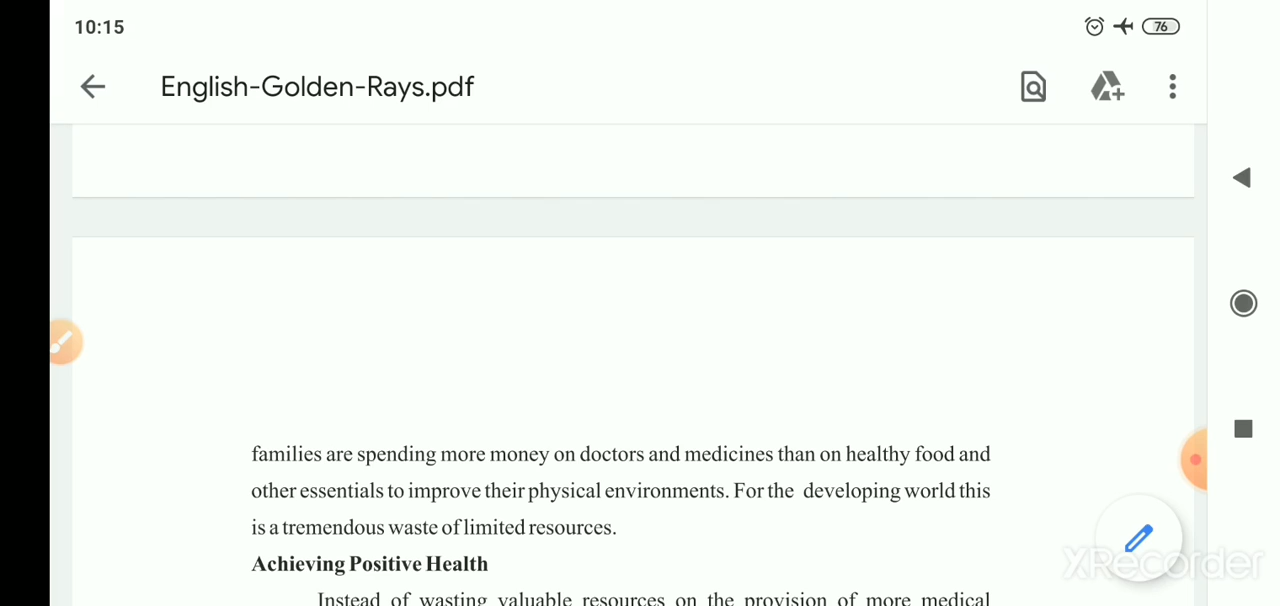 10:15
76
English-Golden-Rays.pdf
families are spending more money on doctors and medicines than on healthy food and
other essentials to improve their physical environments. For the developing world this
is a tremendous waste of limited resources.
Achieving Positive Health
Instead of wasting valuable resources on the provision of more medical
XRecorder